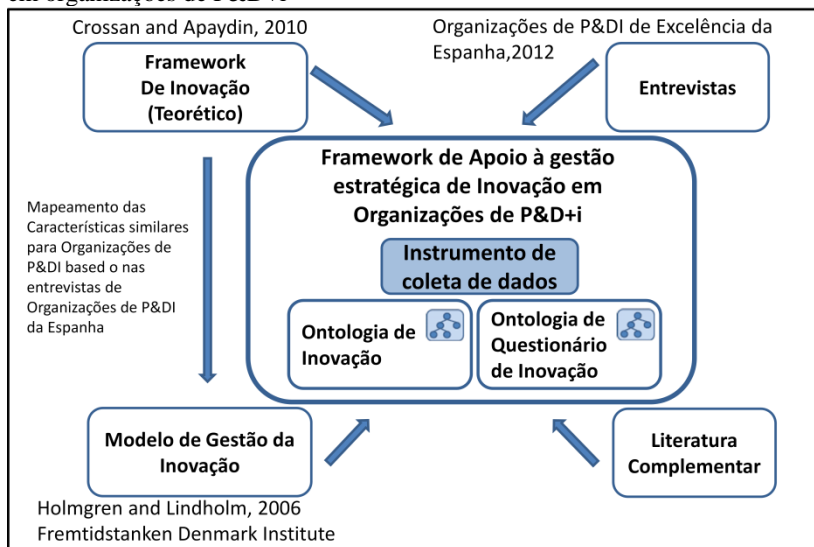 em organizações de P&D+i
Crossan and Apaydin, 2010
Organizações de P&DI de Excelência da
Espanha,2012
Framework
De Inovação
(Teorético)
Entrevistas
Framework de Apoio à gestão
estratégica de Inovação em
Organizações de P&D+i
Mapeamento das
Características similares
para Organizações de
P&DI based o nas
entrevistas de
Organizações de P&DI
da Espanha
Instrumento de
coleta de dados
Ontologia de
Inovação
Ontologia de
Questionário
de Inovação
Modelo de Gestão da
Inovação
Literatura
Complementar
Holmgren and Lindholm, 2006
Fremtidstanken Denmark Institute